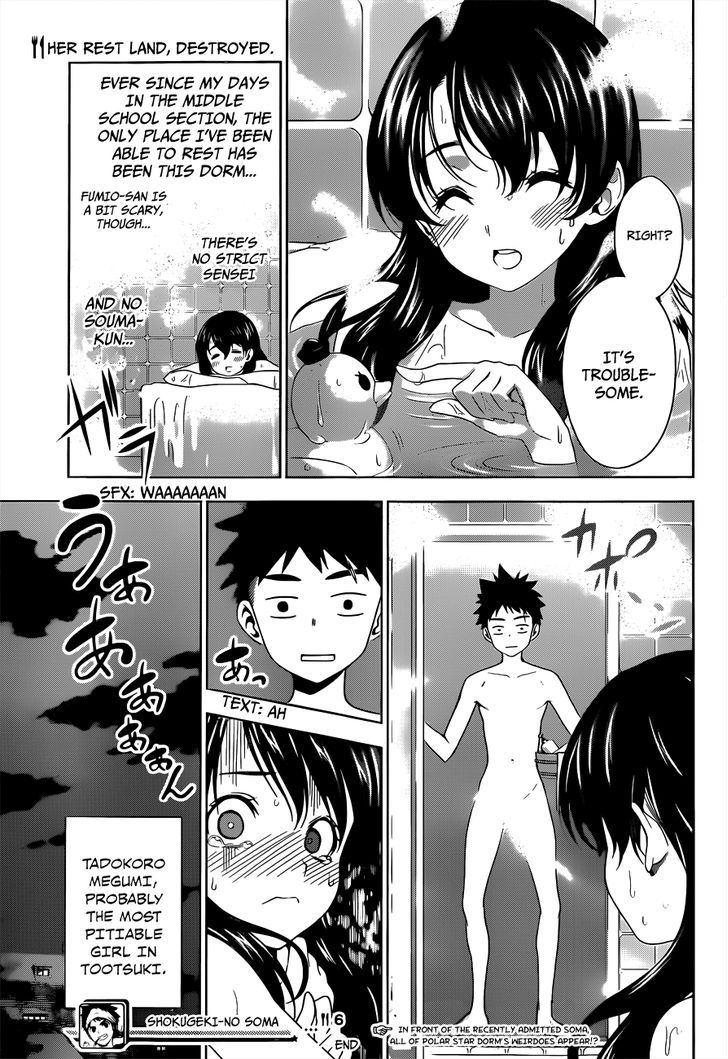 HER REST LAND, DESTROYED.
RIGHT?
IT'S
TROUBLE-
SOME.
EVER SINCE MY DAYS
IN THE MIDDLE
SCHOOL SECTION, THE
ONLY PLACE I'VE BEEN
ABLE TO REST HAS
BEEN THIS DORM...
FUMIO-SAN IS
A BIT SCARY,
THOUGH...
THERE'S
NO STRICT
SENSEI
AND NO
SOUMA-
KUN...
ガラ
カポーン
あっ
TEXT: AH
SFX: WAAAAAAAN
うあああああん
TADOKORO
MEGUMI,
PROBABLY
THE MOST
PITIABLE
GIRL IN
TOOTSUKI.
SHOKUGEKI-NO SOMA
... 6
END
IN FRONT OF THE RECENTLY ADMITTED SOMA,
ALL OF POLAR STAR DORM'S WEIRDOES APPEAR!?